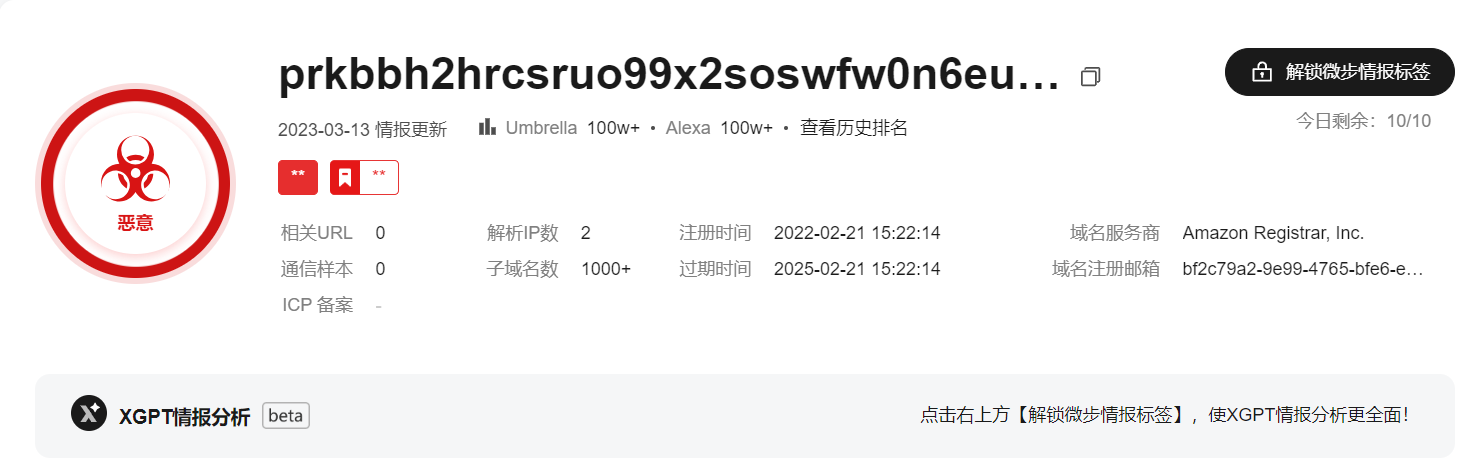 prkbbh2hrcsruo99x2soswfw0n6eu...
解锁微步情报标签
2023-03-13 情报更新 Umbrella 100w+ • Alexa 100w+ • 查看历史排名
今日剩余：10/10
** **
恶意
相关URL 0 解析IP数 2 注册时间 2022-02-21 15:22:14 域名服务商 Amazon Registrar, Inc.
通信样本 0 子域名数 1000+ 过期时间 2025-02-21 15:22:14 域名注册邮箱 bf2c79a2-9e99-4765-bfe6-e...
ICP 备案 -
XGPT情报分析 beta 点击右上方【解锁微步情报标签】，使XGPT情报分析更全面！